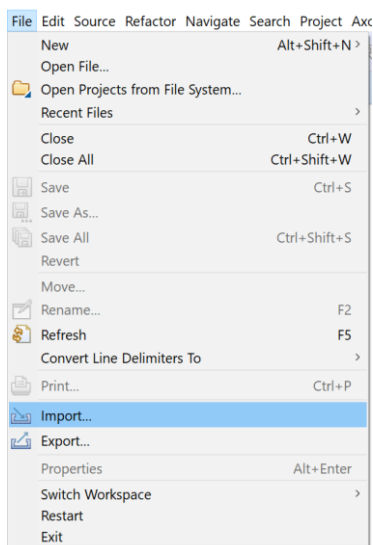 File Edit Source Refactor Navigate Search Project
New Alt+Shift+N >
Open File...
Open Projects from File System...
Recent Files >
Close Ctrl+W
Close All Ctrl+Shift+W
Save Ctrl+S
Save As...
Save All Ctrl+Shift+S
Revert
Move...
Rename... F2
Refresh F5
Convert Line Delimiters To >
Print... Ctrl+P
Import...
Export...
Properties Alt+Enter
Switch Workspace >
Restart
Exit